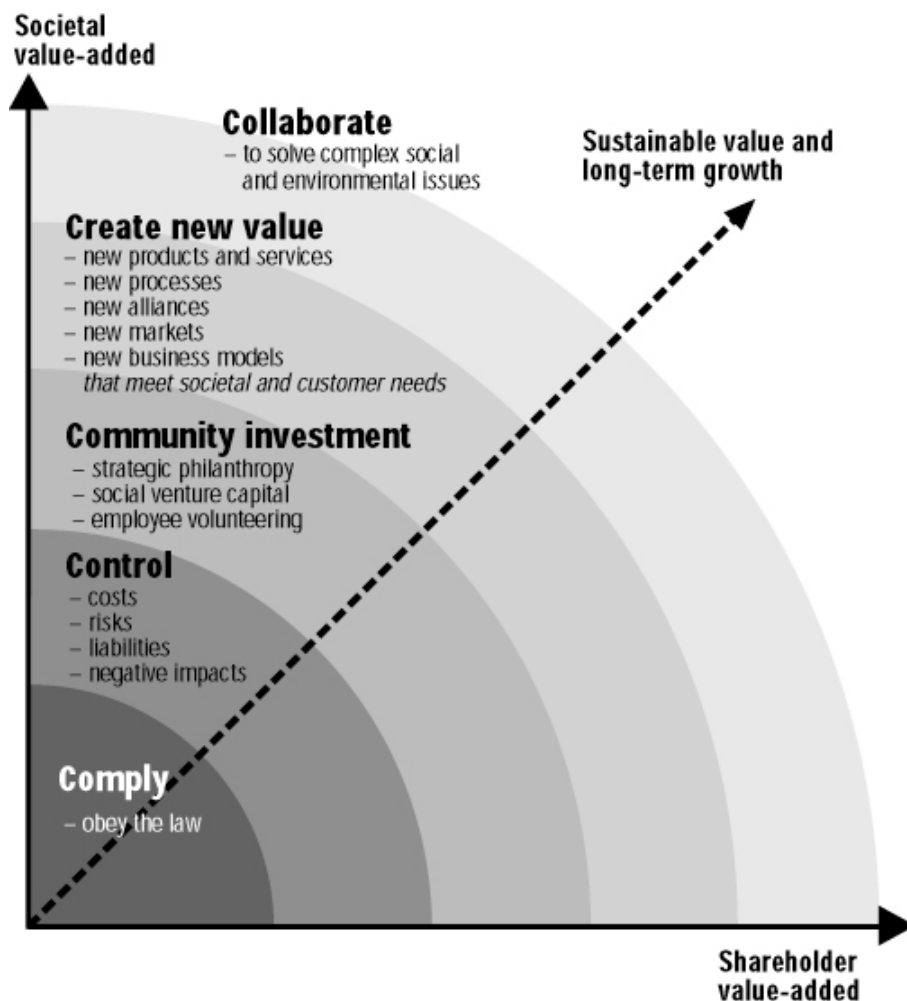 Societal
value-added
Collaborate
– to solve complex social
and environmental issues
Sustainable value and
long-term growth
Create new value
– new products and services
– new processes
– new alliances
– new markets
– new business models
that meet societal and customer needs
Community investment
– strategic philanthropy
– social venture capital
– employee volunteering
Control
– costs
– risks
– liabilities
– negative impacts
Comply
– obey the law
Shareholder
value-added